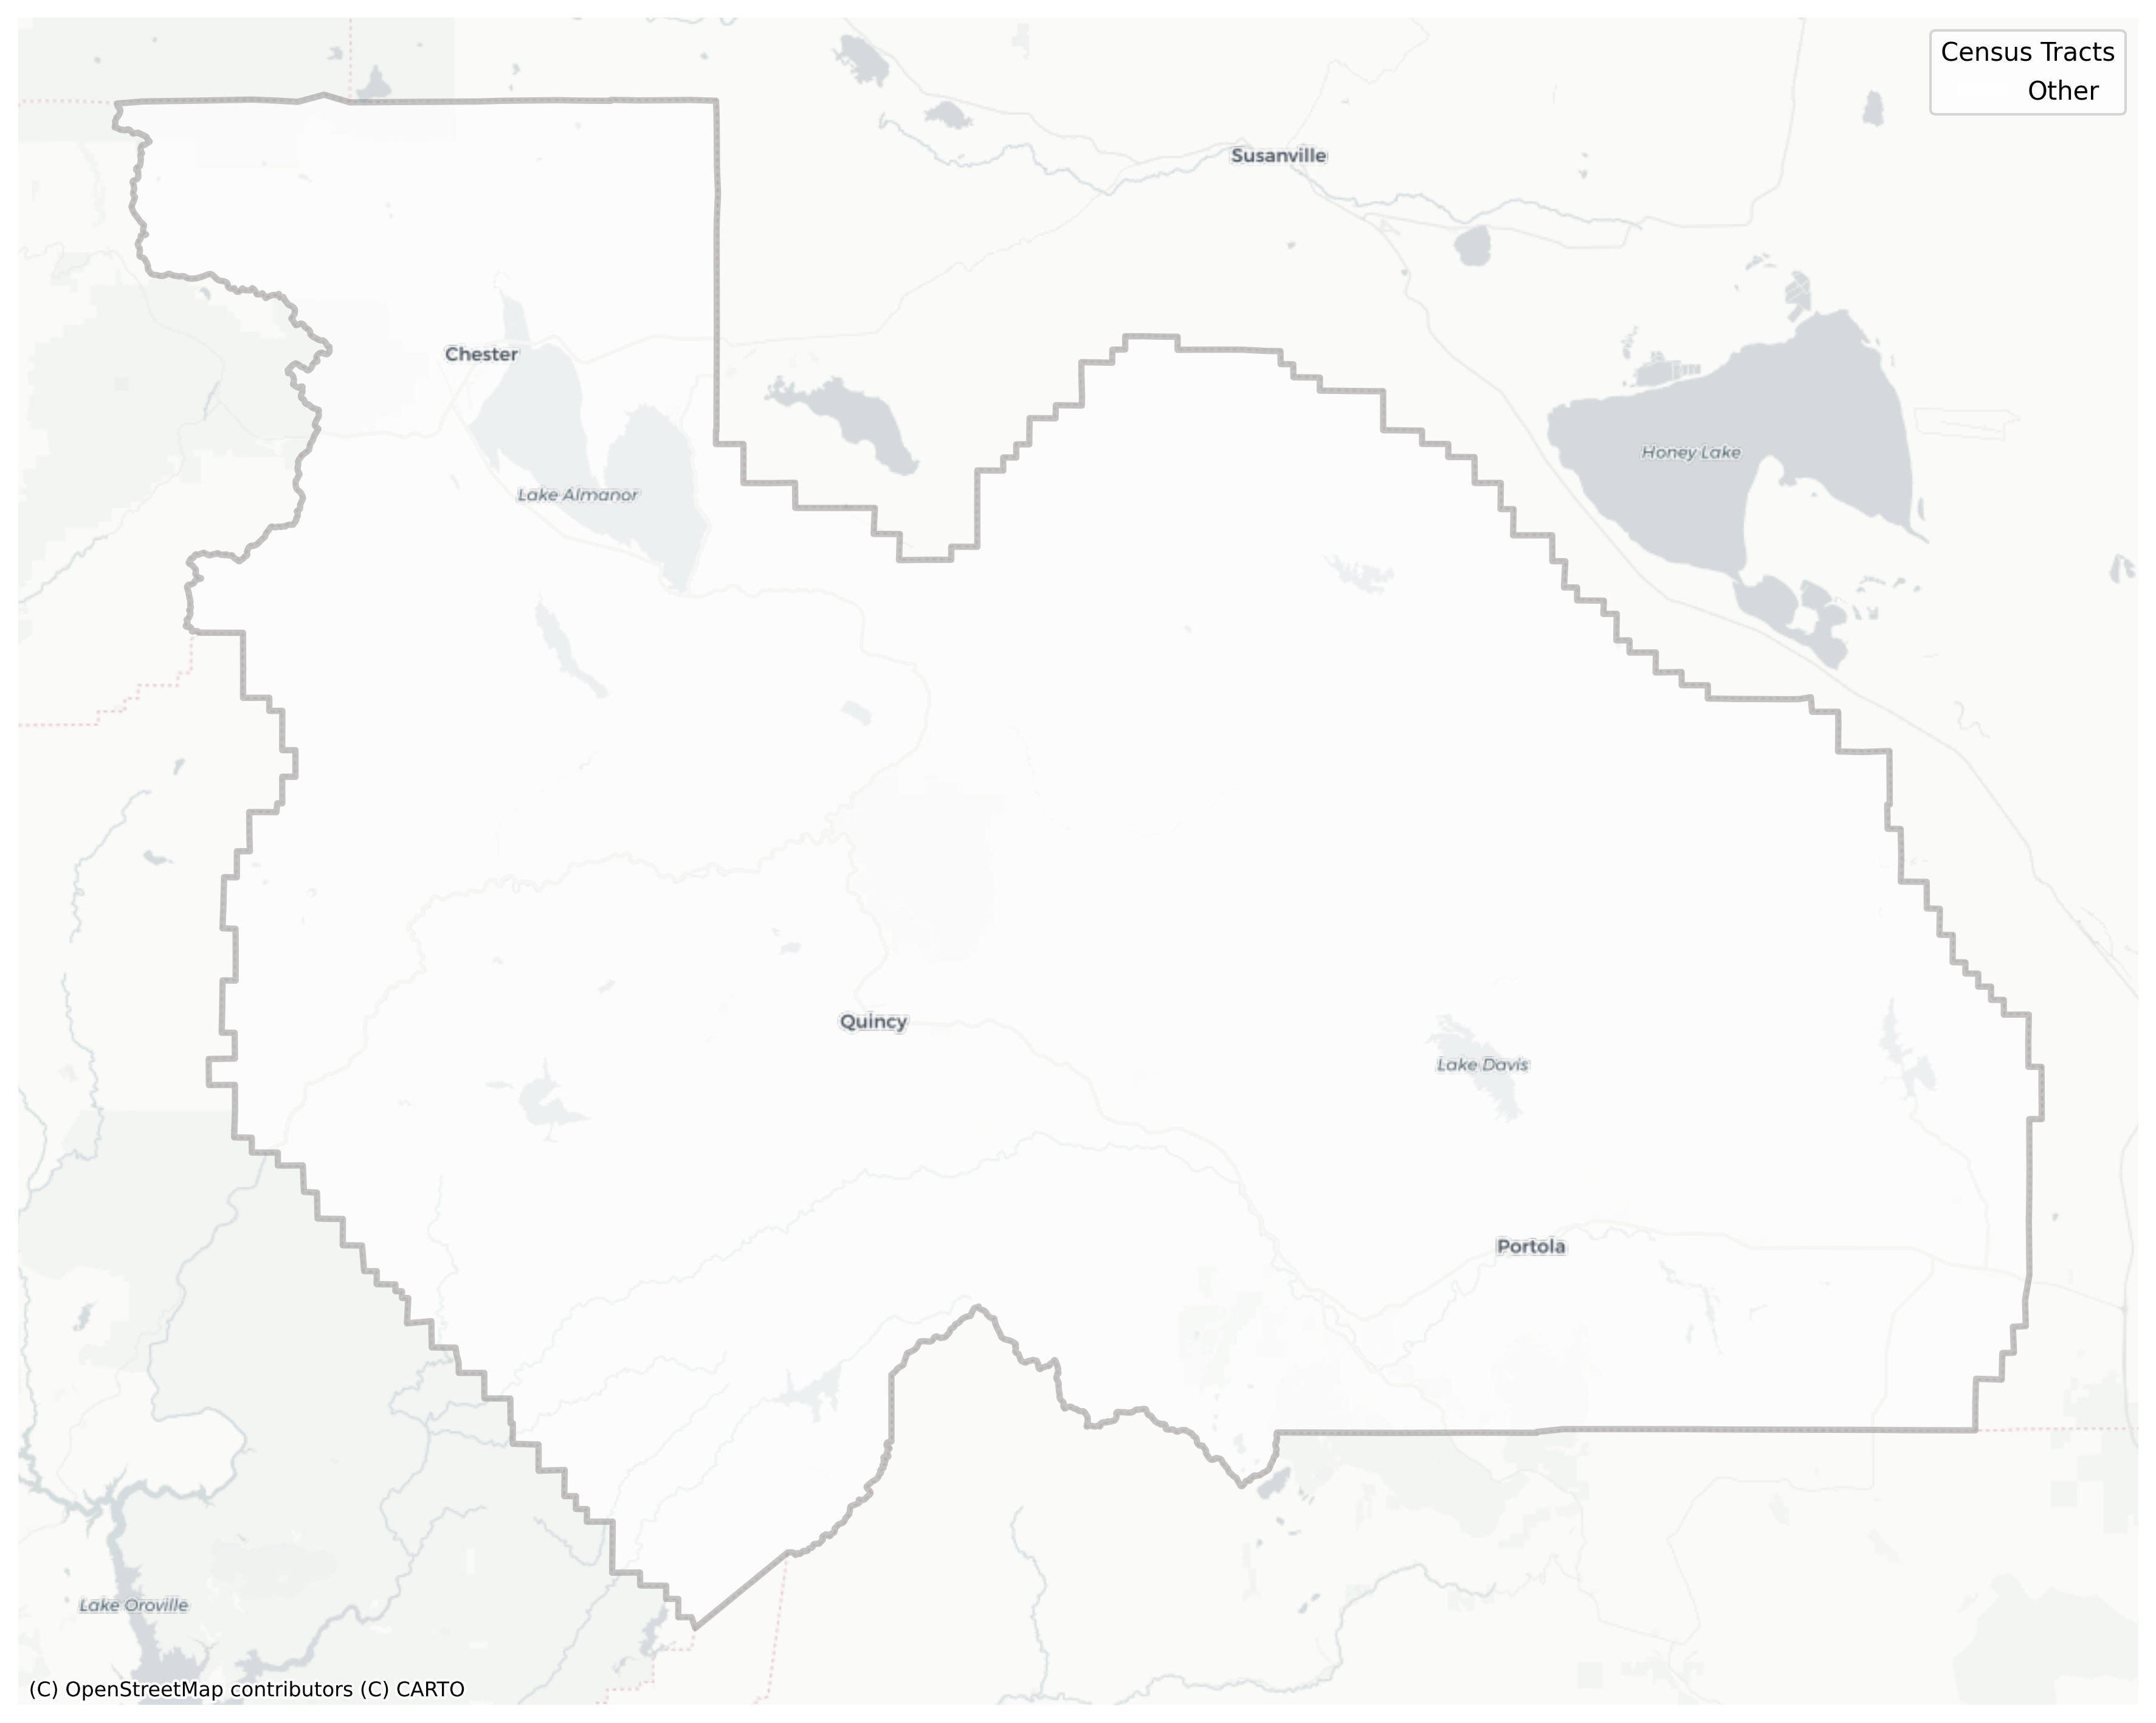 Census Tracts
Other
Susanville
Chester
Honey Lake
Lake Almanor
Quincy
Lake Davis
Portola
Lake Oroville
(C) OpenStreetMap contributors (C) CARTO